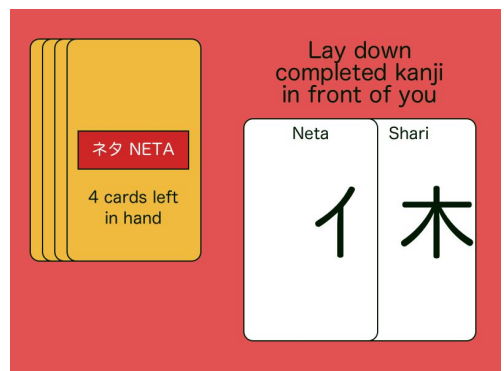 ネタ NETA
4 cards left
in hand
Lay down
completed kanji
in front of you
Neta
Shari
イ 木